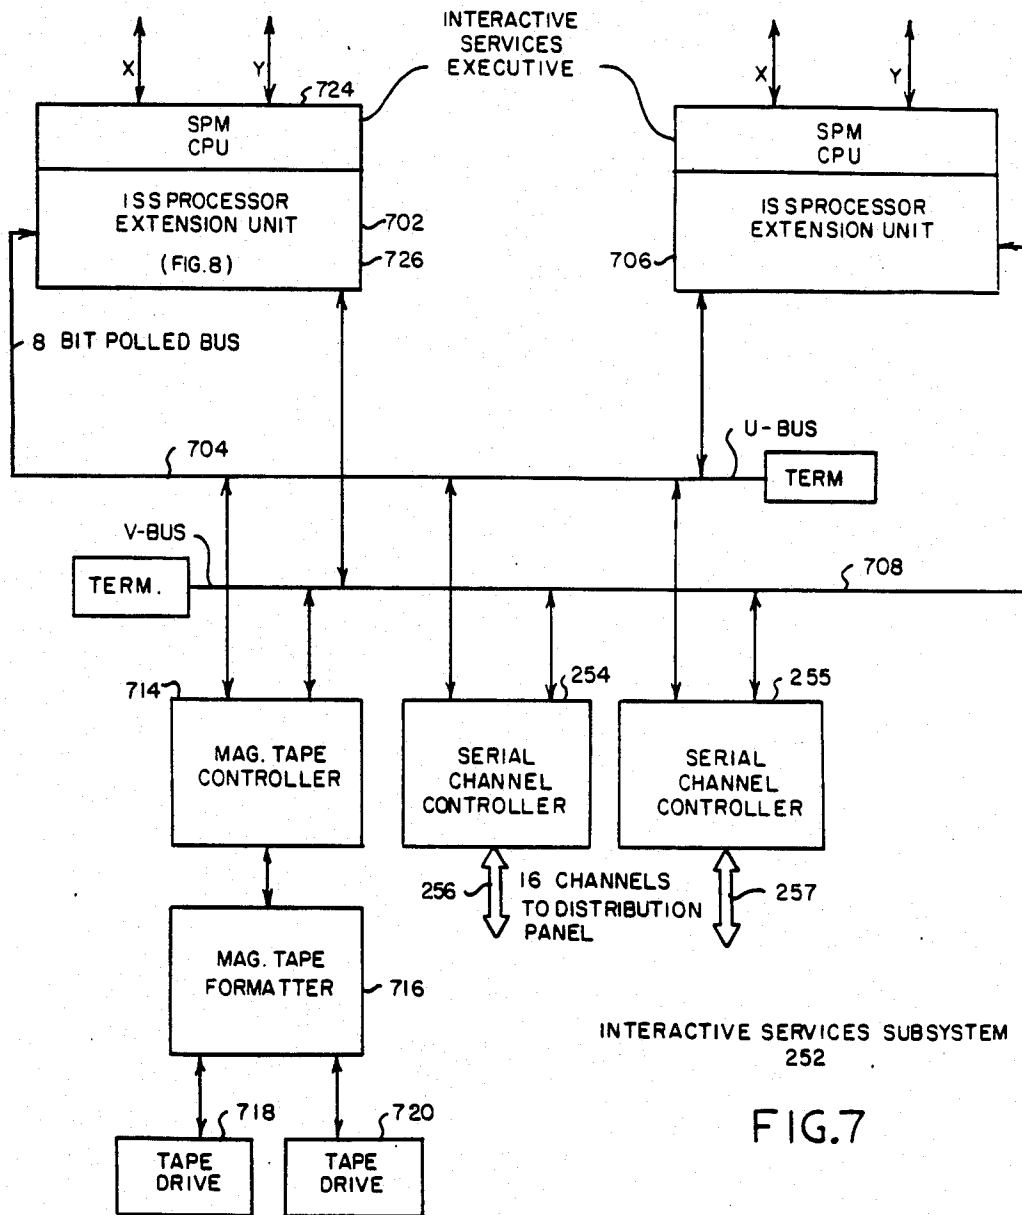 INTERACTIVE
SERVICES
EXECUTIVE
X
Y
724
X
Y
SPM
CPU
SPM
CPU
ISS PROCESSOR
EXTENSION UNIT
702
(FIG.8)
726
ISS PROCESSOR
EXTENSION UNIT
706
8 BIT POLLED BUS
704
U-BUS
TERM
V-BUS
TERM.
708
714
254
255
MAG. TAPE
CONTROLLER
SERIAL
CHANNEL
CONTROLLER
SERIAL
CHANNEL
CONTROLLER
256
16 CHANNELS
TO DISTRIBUTION
PANEL
257
MAG. TAPE
FORMATTER
716
INTERACTIVE SERVICES SUBSYSTEM
252
718
720
TAPE
DRIVE
TAPE
DRIVE
FIG.7